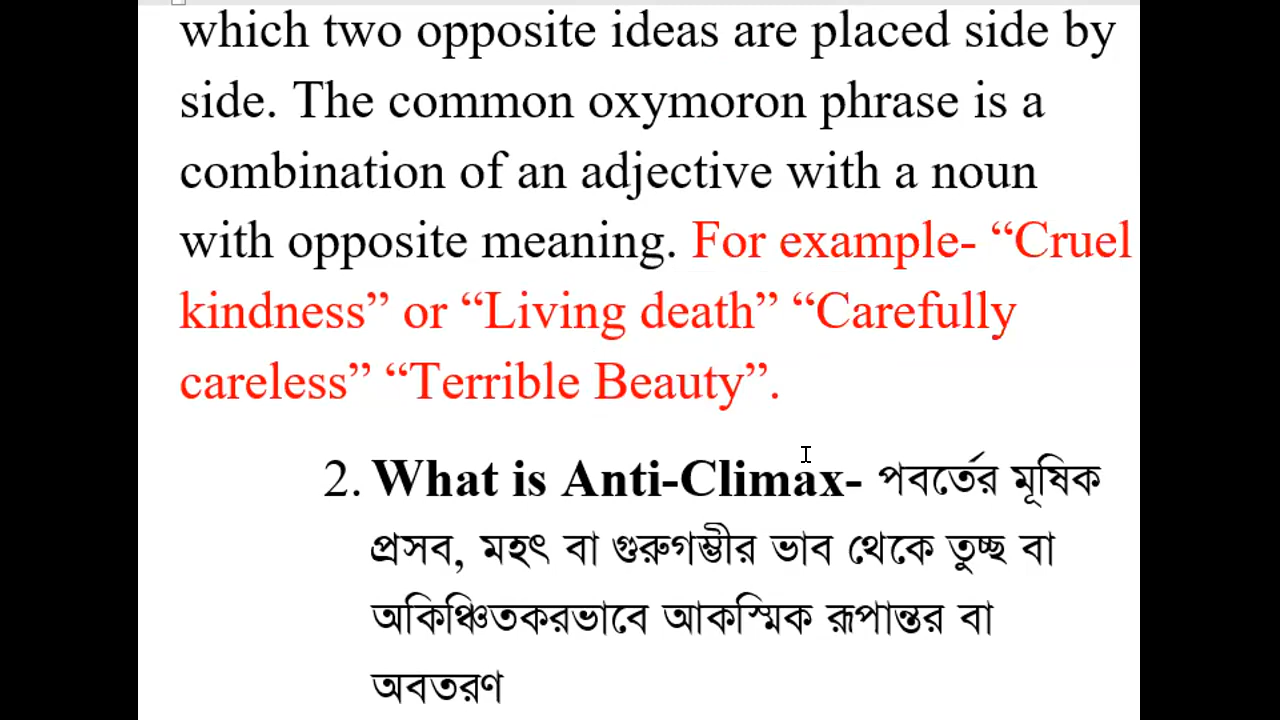 which two opposite ideas are placed side by
side. The common oxymoron phrase is a
combination of an adjective with a noun
with opposite meaning. For example- “Cruel
kindness” or “Living death” “Carefully
careless” “Terrible Beauty”.
2. What is Anti-Climax- পবর্তের মূষিক
প্রসব, মহৎ বা গুরুগম্ভীর ভাব থেকে তুচ্ছ বা
অকিঞ্চিতকরভাবে আকস্মিক রূপান্তর বা
অবতরণ